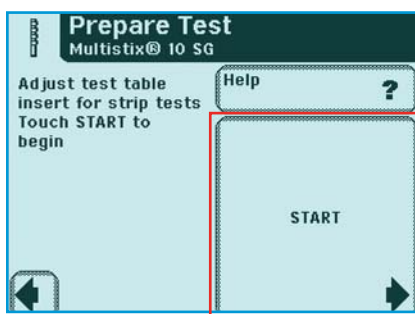 Prepare Test
Multistix® 10 SG
Adjust test table
insert for strip tests
Touch START to
begin
Help
?
START